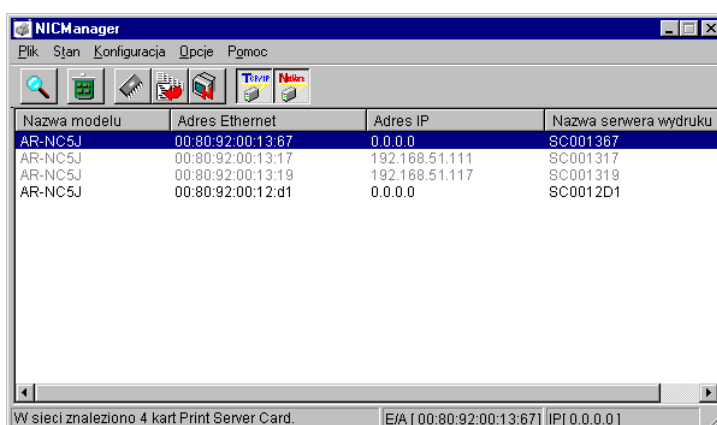 NICManager
Plik Stan Konfiguracja Opcje Pomoc
TCP/IP
Nazwa modelu Adres Ethernet Adres IP Nazwa serwera wydruku
AR-NC5J 00:80:92:00:13:67 0.0.0.0 SC001367
AR-NC5J 00:80:92:00:13:17 192.168.51.111 SC001317
AR-NC5J 00:80:92:00:13:19 192.168.51.117 SC001319
AR-NC5J 00:80:92:00:12:d1 0.0.0.0 SC0012D1
W sieci znaleziono 4 kart Print Server Card. E/A [ 00:80:92:00:13:67] IP[ 0.0.0.0 ]